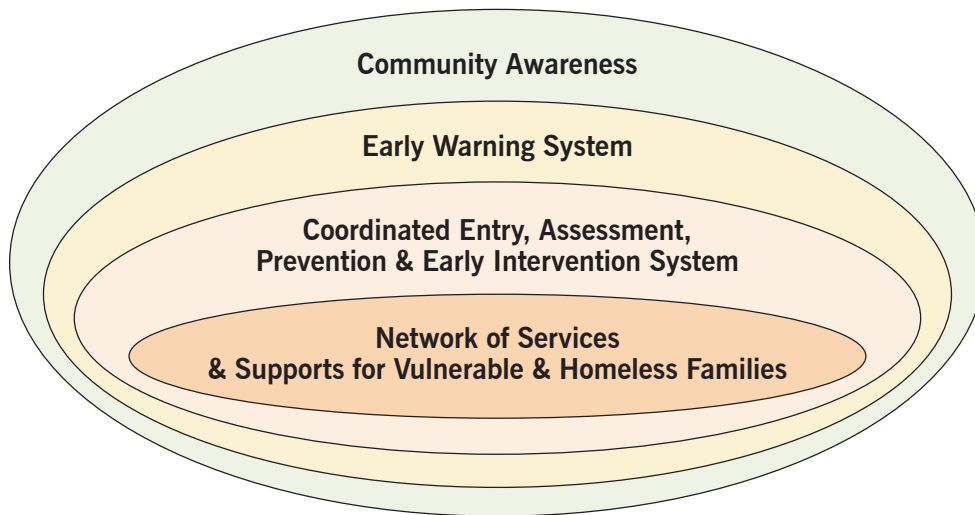 Community Awareness
Early Warning System
Coordinated Entry, Assessment,
Prevention & Early Intervention System
Network of Services
& Supports for Vulnerable & Homeless Families